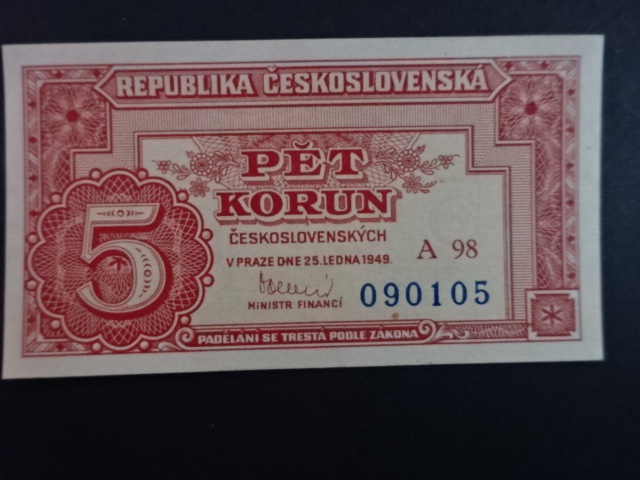 REPUBLIKA ČESKOSLOVENSKÁ
PĚT
KORUN
ČESKOSLOVENSKÝCH
V PRAZE DNE 25. LEDNA 1949.
A 98
MINISTR FINANCÍ
090105
5
PADĚLÁNÍ SE TRESTÁ PODLE ZÁKONA